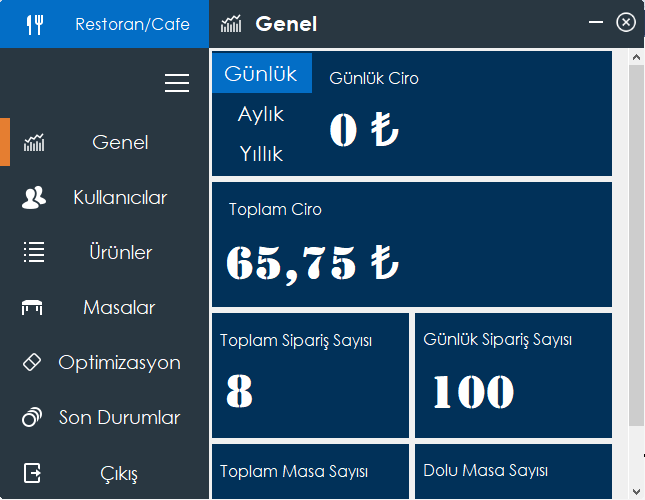 Restoran/Cafe
Genel
Genel
Kullanıcılar
Ürünler
Masalar
Optimizasyon
Son Durumlar
Çıkış
Günlük
Aylık
Yıllık
Günlük Ciro
0 ₺
Toplam Ciro
65,75 ₺
Toplam Sipariş Sayısı
8
Günlük Sipariş Sayısı
100
Toplam Masa Sayısı
Dolu Masa Sayısı